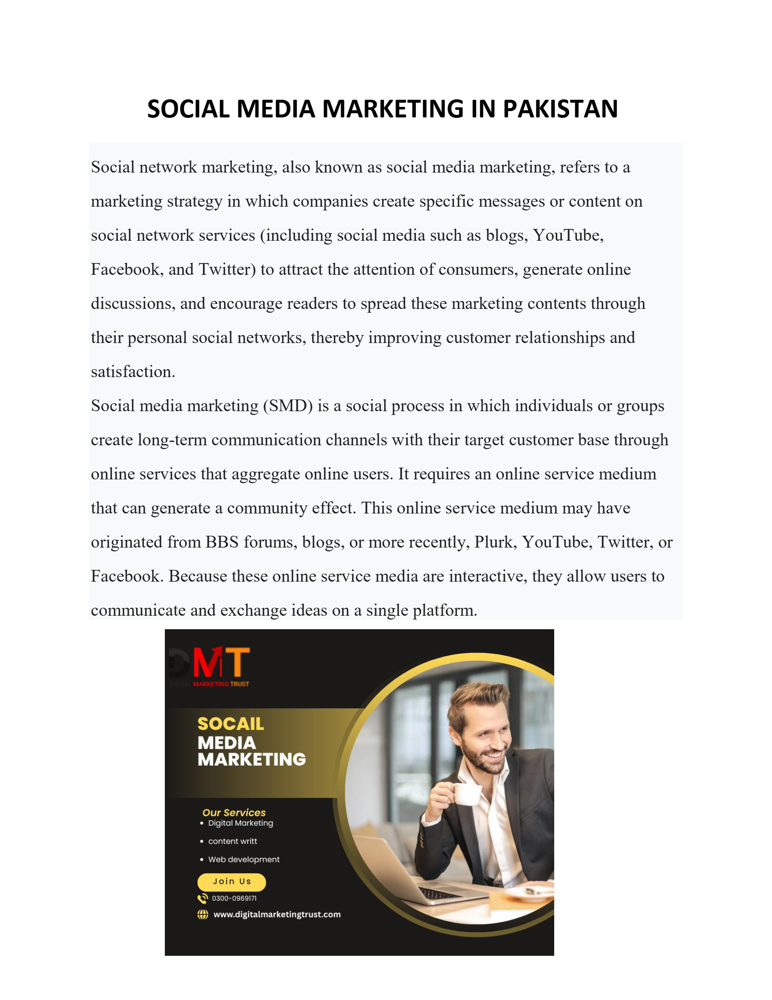 SOCIAL MEDIA MARKETING IN PAKISTAN
Social network marketing, also known as social media marketing, refers to a
marketing strategy in which companies create specific messages or content on
social network services (including social media such as blogs, YouTube,
Facebook, and Twitter) to attract the attention of consumers, generate online
discussions, and encourage readers to spread these marketing contents through
their personal social networks, thereby improving customer relationships and
satisfaction.
Social media marketing (SMD) is a social process in which individuals or groups
create long-term communication channels with their target customer base through
online services that aggregate online users. It requires an online service medium
that can generate a community effect. This online service medium may have
originated from BBS forums, blogs, or more recently, Plurk, YouTube, Twitter, or
Facebook. Because these online service media are interactive, they allow users to
communicate and exchange ideas on a single platform.
DMT
DIGITAL MARKETING TRUST
SOCAIL
MEDIA
MARKETING
Our Services
• Digital Marketing
• content writt
• Web development
Join Us
0300-0969171
www.digitalmarketingtrust.com